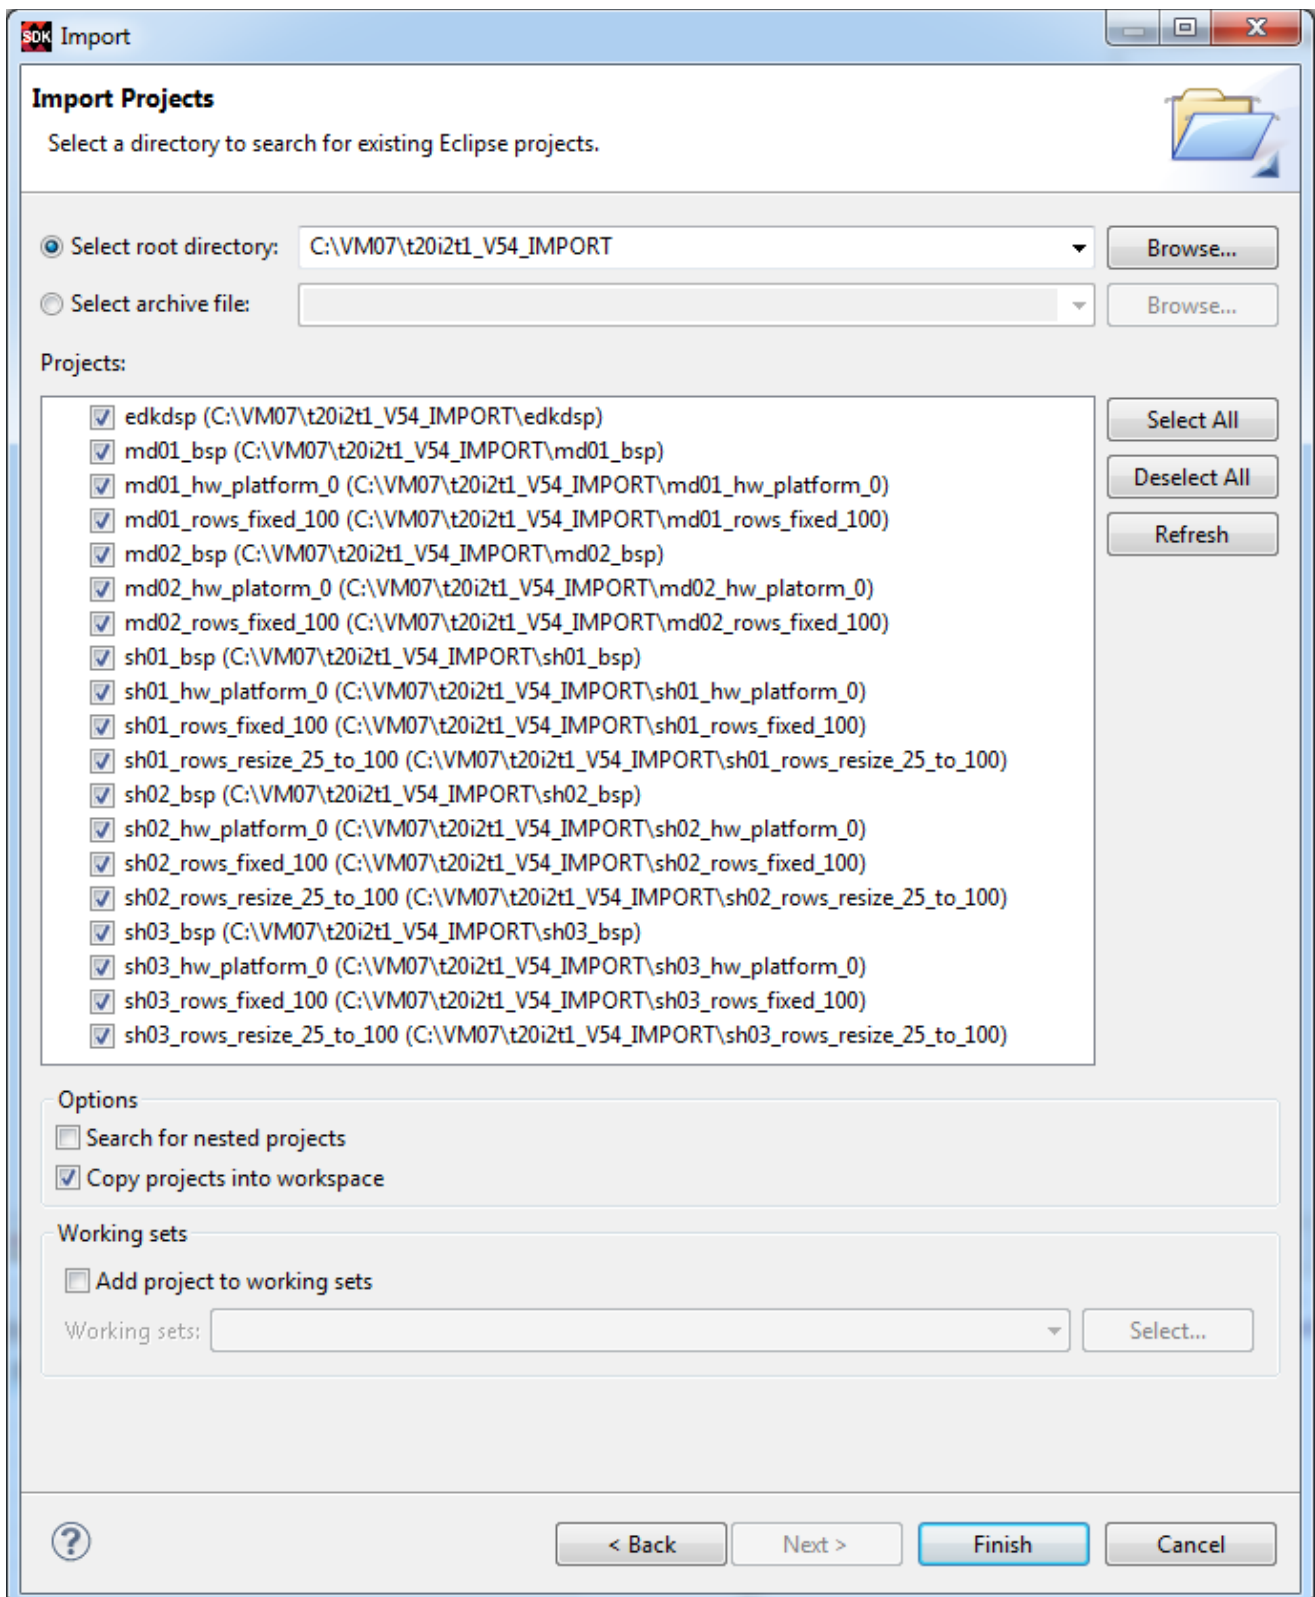 SDK Import
Import Projects
Select a directory to search for existing Eclipse projects.
Select root directory: C:\VM07\t20i2t1_V54_IMPORT Browse...
Select archive file: Browse...
Projects:
edkdsp (C:\VM07\t20i2t1_V54_IMPORT\edkdsp)
md01_bsp (C:\VM07\t20i2t1_V54_IMPORT\md01_bsp)
md01_hw_platform_0 (C:\VM07\t20i2t1_V54_IMPORT\md01_hw_platform_0)
md01_rows_fixed_100 (C:\VM07\t20i2t1_V54_IMPORT\md01_rows_fixed_100)
md02_bsp (C:\VM07\t20i2t1_V54_IMPORT\md02_bsp)
md02_hw_platorm_0 (C:\VM07\t20i2t1_V54_IMPORT\md02_hw_platorm_0)
md02_rows_fixed_100 (C:\VM07\t20i2t1_V54_IMPORT\md02_rows_fixed_100)
sh01_bsp (C:\VM07\t20i2t1_V54_IMPORT\sh01_bsp)
sh01_hw_platform_0 (C:\VM07\t20i2t1_V54_IMPORT\sh01_hw_platform_0)
sh01_rows_fixed_100 (C:\VM07\t20i2t1_V54_IMPORT\sh01_rows_fixed_100)
sh01_rows_resize_25_to_100 (C:\VM07\t20i2t1_V54_IMPORT\sh01_rows_resize_25_to_100)
sh02_bsp (C:\VM07\t20i2t1_V54_IMPORT\sh02_bsp)
sh02_hw_platform_0 (C:\VM07\t20i2t1_V54_IMPORT\sh02_hw_platform_0)
sh02_rows_fixed_100 (C:\VM07\t20i2t1_V54_IMPORT\sh02_rows_fixed_100)
sh02_rows_resize_25_to_100 (C:\VM07\t20i2t1_V54_IMPORT\sh02_rows_resize_25_to_100)
sh03_bsp (C:\VM07\t20i2t1_V54_IMPORT\sh03_bsp)
sh03_hw_platform_0 (C:\VM07\t20i2t1_V54_IMPORT\sh03_hw_platform_0)
sh03_rows_fixed_100 (C:\VM07\t20i2t1_V54_IMPORT\sh03_rows_fixed_100)
sh03_rows_resize_25_to_100 (C:\VM07\t20i2t1_V54_IMPORT\sh03_rows_resize_25_to_100)
Select All
Deselect All
Refresh
Options
Search for nested projects
Copy projects into workspace
Working sets
Add project to working sets
Working sets: Select...
? < Back Next > Finish Cancel